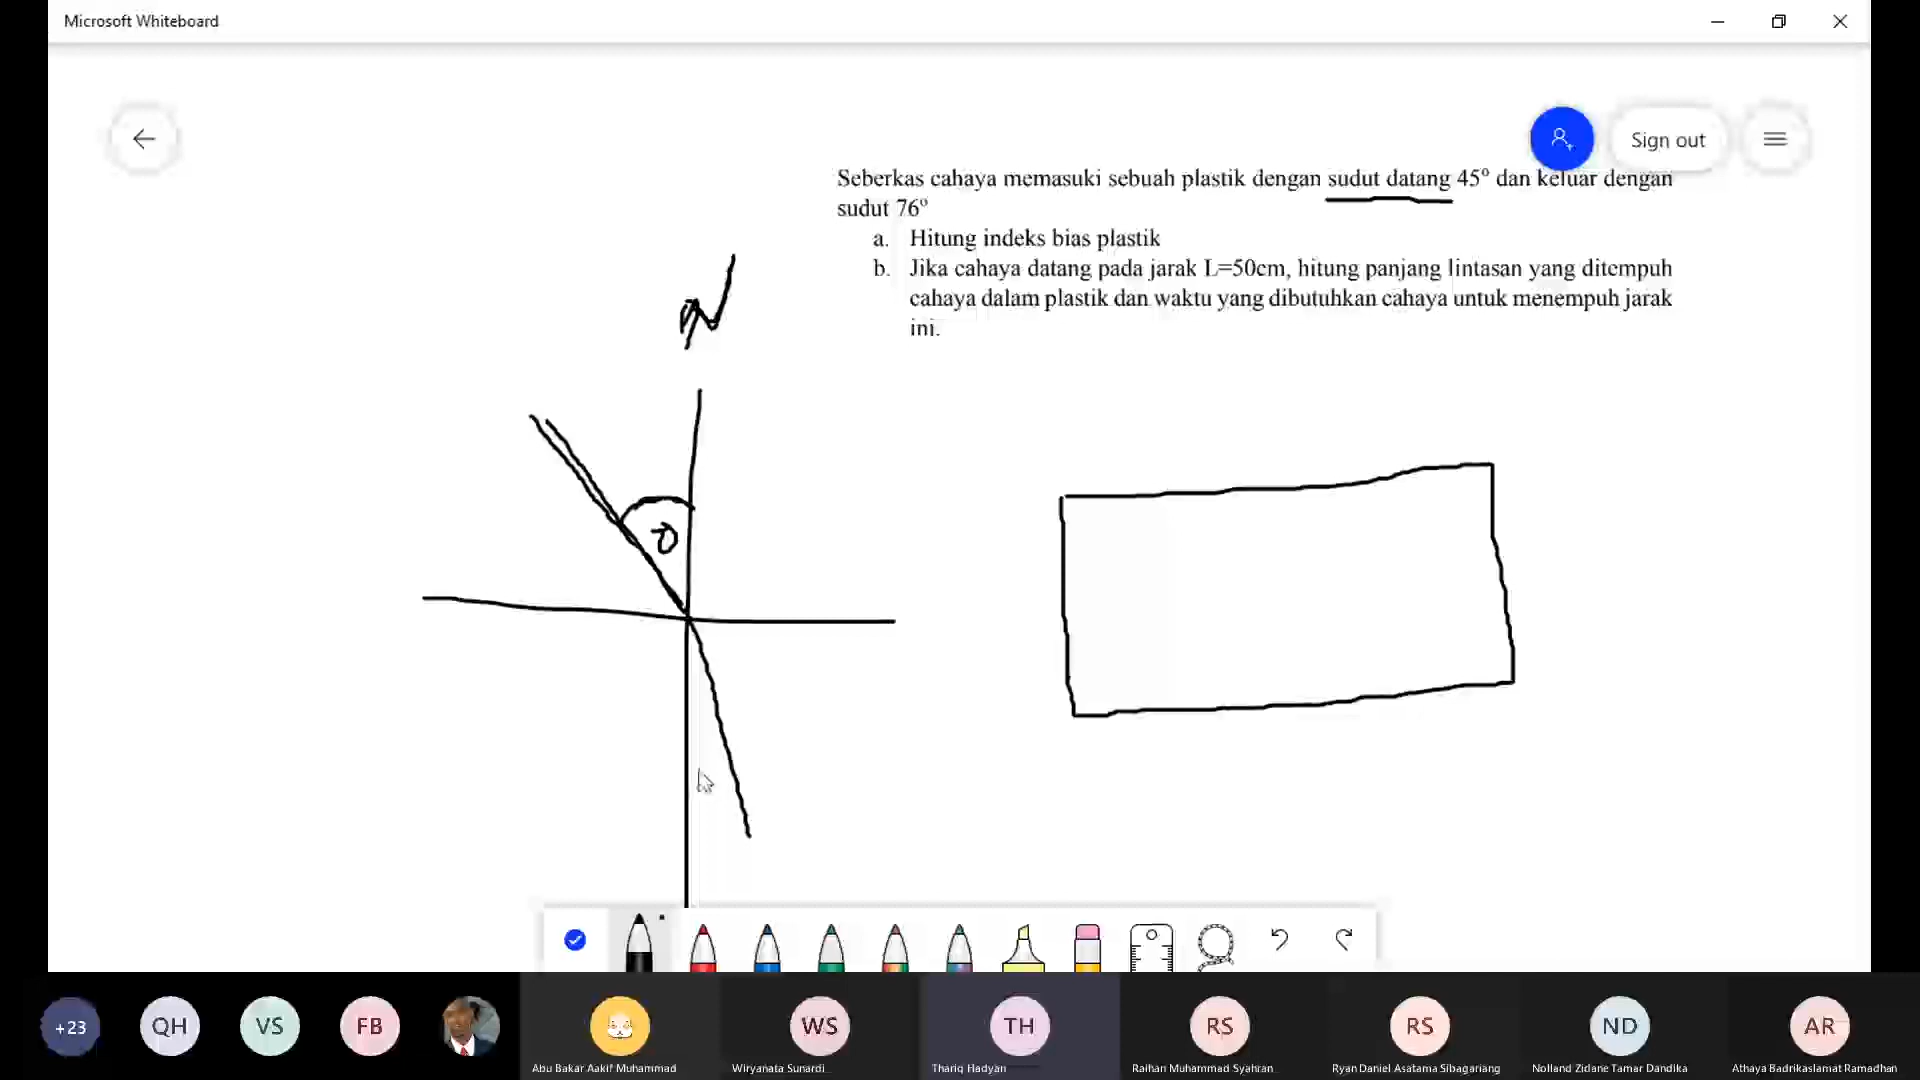 Microsoft Whiteboard
Sign out
Seberkas cahaya memasuki sebuah plastik dengan sudut datang 45° dan keluar dengan
sudut 76°
a. Hitung indeks bias plastik
b. Jika cahaya datang pada jarak L=50cm, hitung panjang lintasan yang ditempuh
cahaya dalam plastik dan waktu yang dibutuhkan cahaya untuk menempuh jarak
ini.
N
+23
QH
VS
FB
WS
TH
RS
RS
ND
AR
Abu Bakar Aakif Muhammad
Wiryanata Sunardi...
Thariq Hadyan
Raihan Muhammad Syahran...
Ryan Daniel Asatama Sibagariang
Nolland Zidane Tamar Dandika
Athaya Badrikaslamat Ramadhan